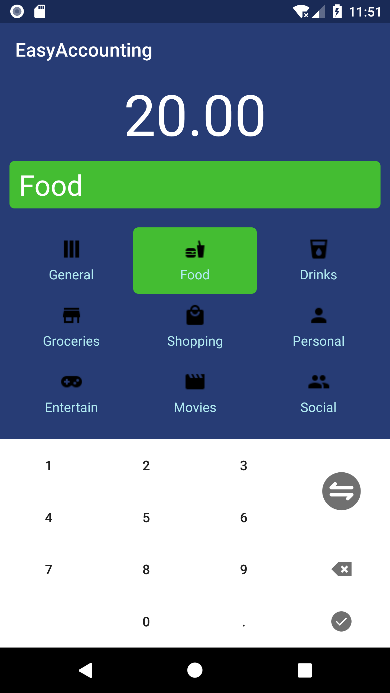 11:51
EasyAccounting
20.00
Food
General Food Drinks
Groceries Shopping Personal
Entertain Movies Social
1 2 3
4 5 6
7 8 9
0 .